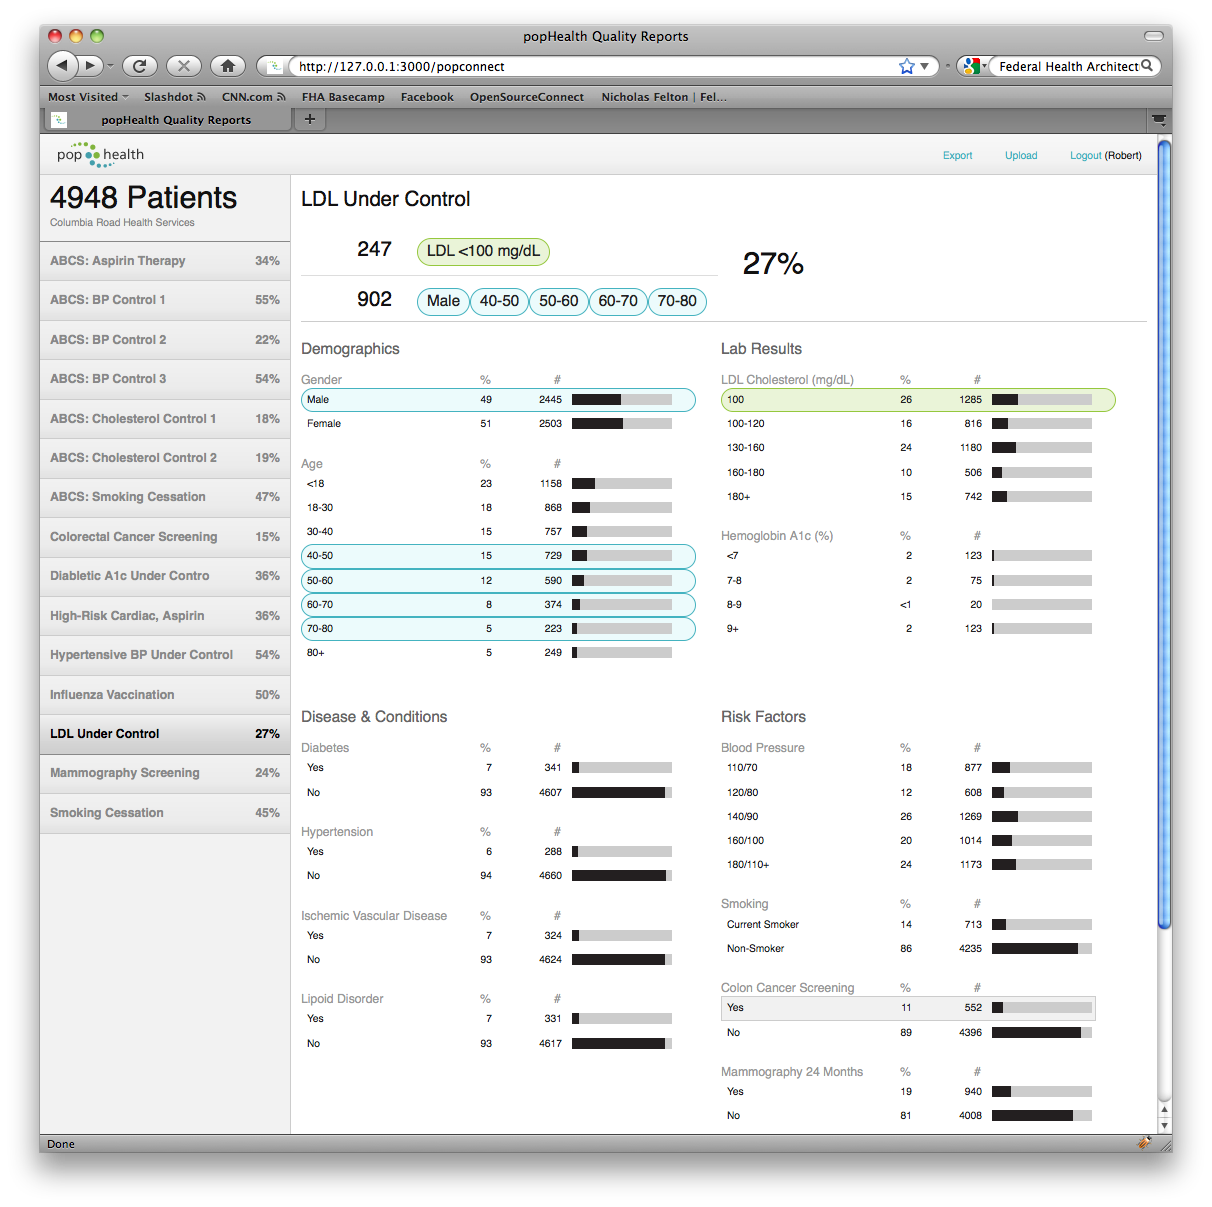 popHealth Quality Reports
http://127.0.0.1:3000/popconnect
Federal Health Architect
Most Visited Slashdot CNN.com FHA Basecamp Facebook OpenSourceConnect Nicholas Felton | Fel...
popHealth Quality Reports +
pop health
Export Upload Logout (Robert)
4948 Patients
Columbia Road Health Services
ABCS: Aspirin Therapy 34%
ABCS: BP Control 1 55%
ABCS: BP Control 2 22%
ABCS: BP Control 3 54%
ABCS: Cholesterol Control 1 18%
ABCS: Cholesterol Control 2 19%
ABCS: Smoking Cessation 47%
Colorectal Cancer Screening 15%
Diabetic A1c Under Contro 36%
High-Risk Cardiac, Aspirin 36%
Hypertensive BP Under Control 54%
Influenza Vaccination 50%
LDL Under Control 27%
Mammography Screening 24%
Smoking Cessation 45%
LDL Under Control
247 LDL <100 mg/dL
27%
902 Male 40-50 50-60 60-70 70-80
Demographics
Gender % #
Male 49 2445
Female 51 2503
Age % #
<18 23 1158
18-30 18 868
30-40 15 757
40-50 15 729
50-60 12 590
60-70 8 374
70-80 5 223
80+ 5 249
Lab Results
LDL Cholesterol (mg/dL) % #
100 26 1285
100-120 16 816
130-160 24 1180
160-180 10 506
180+ 15 742
Hemoglobin A1c (%) % #
<7 2 123
7-8 2 75
8-9 <1 20
9+ 2 123
Disease & Conditions
Diabetes % #
Yes 7 341
No 93 4607
Hypertension % #
Yes 6 288
No 94 4660
Ischemic Vascular Disease % #
Yes 7 324
No 93 4624
Lipoid Disorder % #
Yes 7 331
No 93 4617
Risk Factors
Blood Pressure % #
110/70 18 877
120/80 12 608
140/90 26 1269
160/100 20 1014
180/110+ 24 1173
Smoking % #
Current Smoker 14 713
Non-Smoker 86 4235
Colon Cancer Screening % #
Yes 11 552
No 89 4396
Mammography 24 Months % #
Yes 19 940
No 81 4008
Done